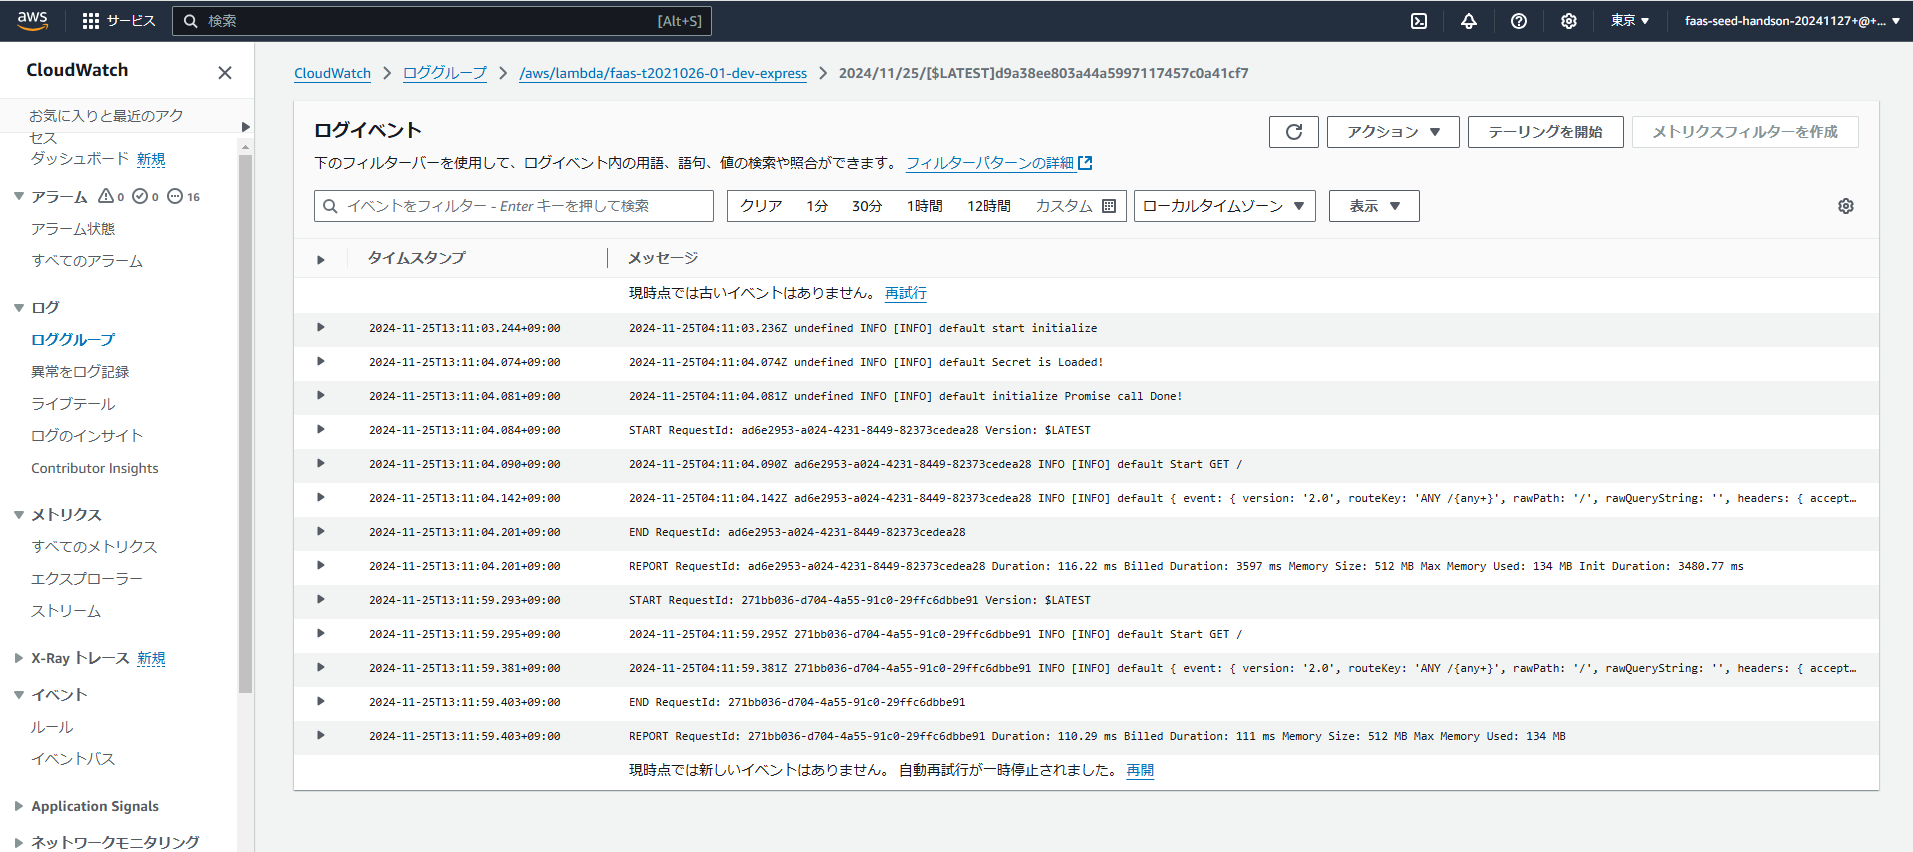 aws サービス 検索 [Alt+S] 東京 faas-seed-handson-20241127+@+...
CloudWatch
お気に入りと最近のアクセス
ダッシュボード 新規
アラーム 0 0 16
アラーム状態
すべてのアラーム
ログ
ロググループ
異常をログ記録
ライブテール
ログのインサイト
Contributor Insights
メトリクス
すべてのメトリクス
エクスプローラー
ストリーム
X-Ray トレース 新規
イベント
ルール
イベントバス
Application Signals
ネットワークモニタリング
CloudWatch ロググループ /aws/lambda/faas-t2021026-01-dev-express 2024/11/25/[$LATEST]d9a38ee803a44a5997117457c0a41cf7
ログイベント
アクション テーリングを開始 メトリクスフィルターを作成
下のフィルターバーを使用して、ログイベント内の用語、語句、値の検索や照合ができます。 フィルターパターンの詳細
イベントをフィルター - Enter キーを押して検索 クリア 1分 30分 1時間 12時間 カスタム ローカルタイムゾーン 表示
タイムスタンプ メッセージ
現時点では古いイベントはありません。 再試行
2024-11-25T13:11:03.244+09:00 2024-11-25T04:11:03.236Z undefined INFO [INFO] default start initialize
2024-11-25T13:11:04.074+09:00 2024-11-25T04:11:04.074Z undefined INFO [INFO] default Secret is Loaded!
2024-11-25T13:11:04.081+09:00 2024-11-25T04:11:04.081Z undefined INFO [INFO] default initialize Promise call Done!
2024-11-25T13:11:04.084+09:00 START RequestId: ad6e2953-a024-4231-8449-82373cedea28 Version: $LATEST
2024-11-25T13:11:04.090+09:00 2024-11-25T04:11:04.090Z ad6e2953-a024-4231-8449-82373cedea28 INFO [INFO] default Start GET /
2024-11-25T13:11:04.142+09:00 2024-11-25T04:11:04.142Z ad6e2953-a024-4231-8449-82373cedea28 INFO [INFO] default { event: { version: '2.0', routeKey: 'ANY /{any+}', rawPath: '/', rawQueryString: '', headers: { accept…
2024-11-25T13:11:04.201+09:00 END RequestId: ad6e2953-a024-4231-8449-82373cedea28
2024-11-25T13:11:04.201+09:00 REPORT RequestId: ad6e2953-a024-4231-8449-82373cedea28 Duration: 116.22 ms Billed Duration: 3597 ms Memory Size: 512 MB Max Memory Used: 134 MB Init Duration: 3480.77 ms
2024-11-25T13:11:59.293+09:00 START RequestId: 271bb036-d704-4a55-91c0-29ffc6dbbe91 Version: $LATEST
2024-11-25T13:11:59.295+09:00 2024-11-25T04:11:59.295Z 271bb036-d704-4a55-91c0-29ffc6dbbe91 INFO [INFO] default Start GET /
2024-11-25T13:11:59.381+09:00 2024-11-25T04:11:59.381Z 271bb036-d704-4a55-91c0-29ffc6dbbe91 INFO [INFO] default { event: { version: '2.0', routeKey: 'ANY /{any+}', rawPath: '/', rawQueryString: '', headers: { accept…
2024-11-25T13:11:59.403+09:00 END RequestId: 271bb036-d704-4a55-91c0-29ffc6dbbe91
2024-11-25T13:11:59.403+09:00 REPORT RequestId: 271bb036-d704-4a55-91c0-29ffc6dbbe91 Duration: 110.29 ms Billed Duration: 111 ms Memory Size: 512 MB Max Memory Used: 134 MB
現時点では新しいイベントはありません。 自動再試行が一時停止されました。 再開